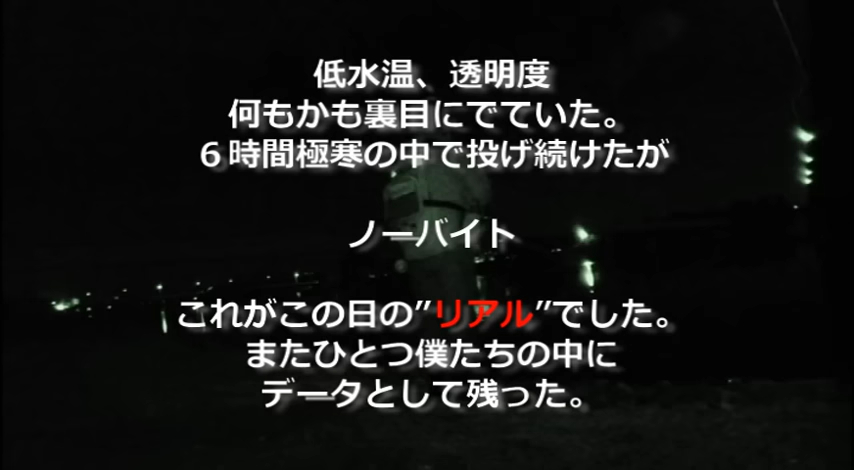 低水温、透明度
何もかも裏目にでていた。
６時間極寒の中で投げ続けたが
ノーバイト
これがこの日の”リアル”でした。
またひとつ僕たちの中に
データとして残った。